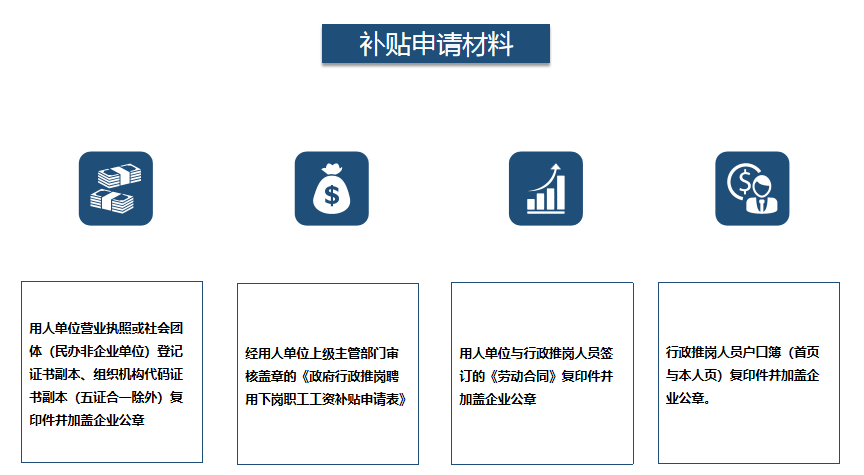 补贴申请材料
用人单位营业执照或社会团
体（民办非企业单位）登记
证书副本、组织机构代码证
书副本（五证合一除外）复
印件并加盖企业公章
经用人单位上级主管部门审
核盖章的《政府行政推岗聘
用下岗职工工资补贴申请表》
用人单位与行政推岗人员签
订的《劳动合同》复印件并
加盖企业公章
行政推岗人员户口簿（首页
与本人页）复印件并加盖企
业公章。